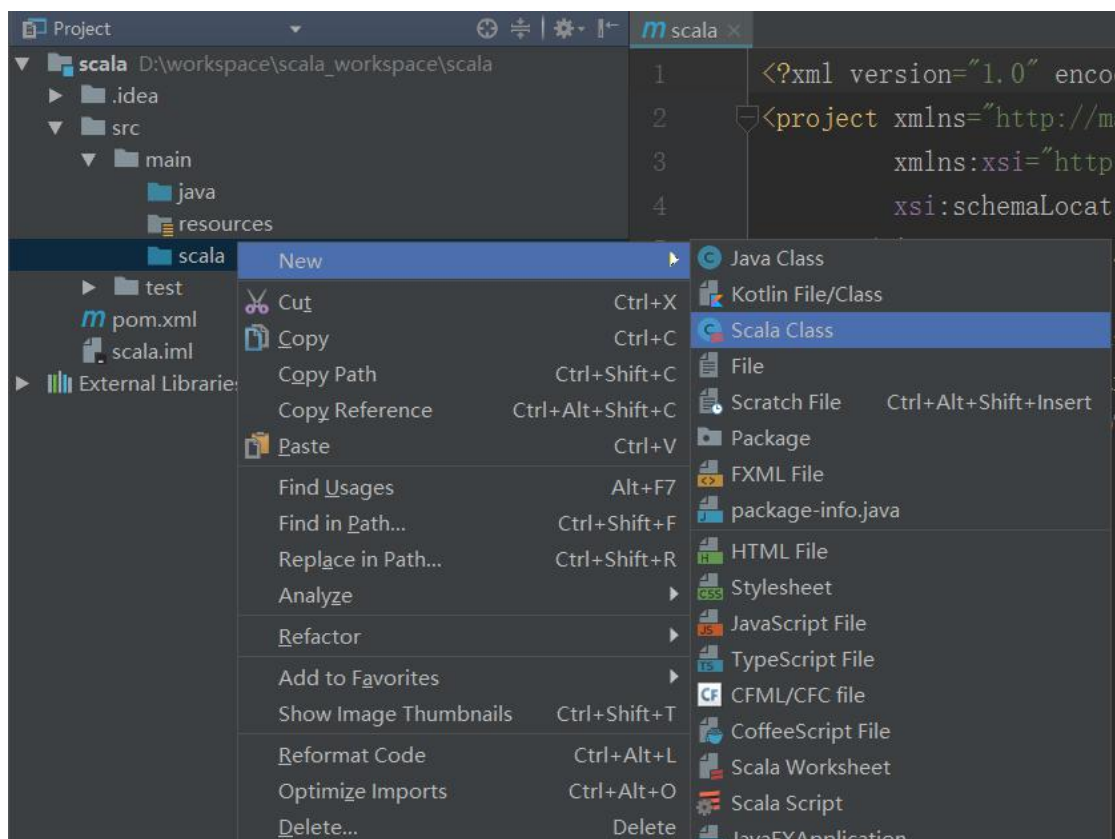 Project
scala D:\workspace\scala_workspace\scala
.idea
src
main
java
resources
scala
test
m pom.xml
scala.iml
External Libraries
m scala
1 <?xml version="1.0" enco
2 <project xmlns="http://m
3 xmlns:xsi="http
4 xsi:schemaLocat
New
Cut Ctrl+X
Copy Ctrl+C
Copy Path Ctrl+Shift+C
Copy Reference Ctrl+Alt+Shift+C
Paste Ctrl+V
Find Usages Alt+F7
Find in Path... Ctrl+Shift+F
Replace in Path... Ctrl+Shift+R
Analyze
Refactor
Add to Favorites
Show Image Thumbnails Ctrl+Shift+T
Reformat Code Ctrl+Alt+L
Optimize Imports Ctrl+Alt+O
Delete... Delete
Java Class
Kotlin File/Class
Scala Class
File
Scratch File Ctrl+Alt+Shift+Insert
Package
FXML File
package-info.java
HTML File
Stylesheet
JavaScript File
TypeScript File
CFML/CFC file
CoffeeScript File
Scala Worksheet
Scala Script
JavaFXApplication